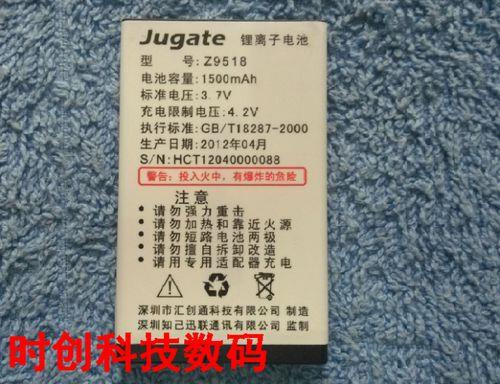 Jugate 锂离子电池
型 号:Z9518
电池容量:1500mAh
标准电压:3.7V
充电限制电压:4.2V
执行标准:GB/T18287-2000
生产日期:2012年04月
S/N:HCT12040000088
警告:投入火中,有爆炸的危险
注意
请勿强力重击
请勿加热和靠近火源
请勿短路电池两极
请勿擅自拆卸改造
请用专用适配器充电
深圳市汇创通科技有限公司 制造
深圳知己迅联通讯有限公司 监制
时创科技数码